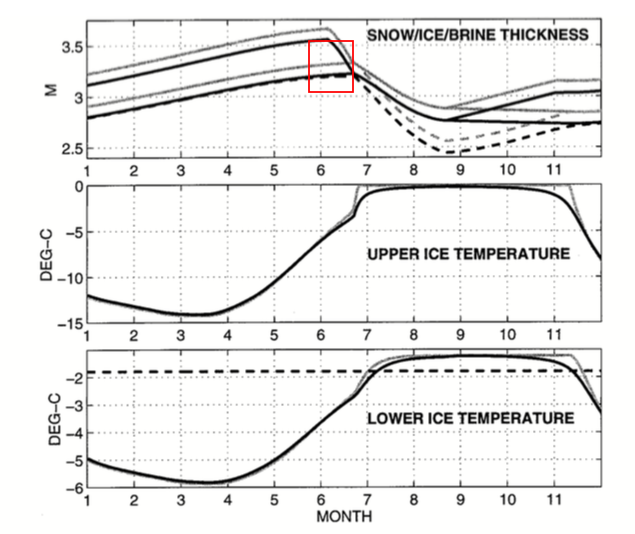 SNOW/ICE/BRINE THICKNESS
3.5
M
3
2.5
1 2 3 4 5 6 7 8 9 10 11
0
DEG-C
-5
UPPER ICE TEMPERATURE
-10
-15
1 2 3 4 5 6 7 8 9 10 11
-2
DEG-C
-3
LOWER ICE TEMPERATURE
-4
-5
-6
1 2 3 4 5 6 7 8 9 10 11
MONTH